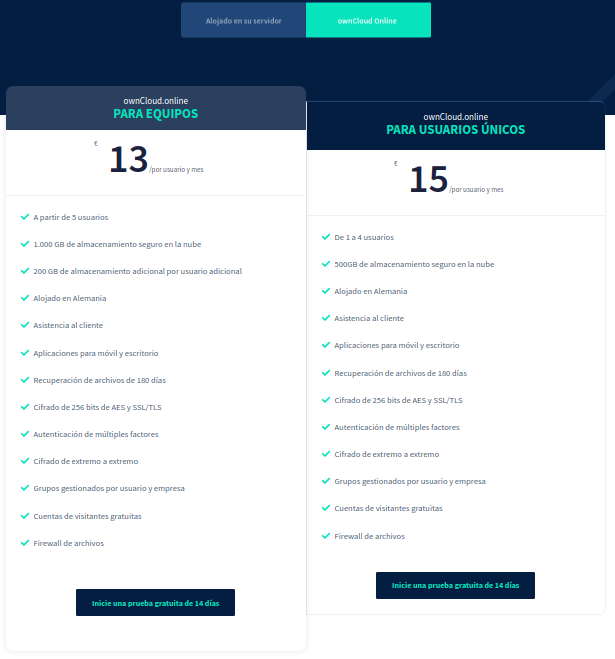 Alojado en su servidor
ownCloud Online
ownCloud.online
PARA EQUIPOS
€ 13 /por usuario y mes
A partir de 5 usuarios
1.000 GB de almacenamiento seguro en la nube
200 GB de almacenamiento adicional por usuario adicional
Alojado en Alemania
Asistencia al cliente
Aplicaciones para móvil y escritorio
Recuperación de archivos de 180 días
Cifrado de 256 bits de AES y SSL/TLS
Autenticación de múltiples factores
Cifrado de extremo a extremo
Grupos gestionados por usuario y empresa
Cuentas de visitantes gratuitas
Firewall de archivos
Inicie una prueba gratuita de 14 días
ownCloud.online
PARA USUARIOS ÚNICOS
€ 15 /por usuario y mes
De 1 a 4 usuarios
500GB de almacenamiento seguro en la nube
Alojado en Alemania
Asistencia al cliente
Aplicaciones para móvil y escritorio
Recuperación de archivos de 180 días
Cifrado de 256 bits de AES y SSL/TLS
Autenticación de múltiples factores
Cifrado de extremo a extremo
Grupos gestionados por usuario y empresa
Cuentas de visitantes gratuitas
Firewall de archivos
Inicie una prueba gratuita de 14 días